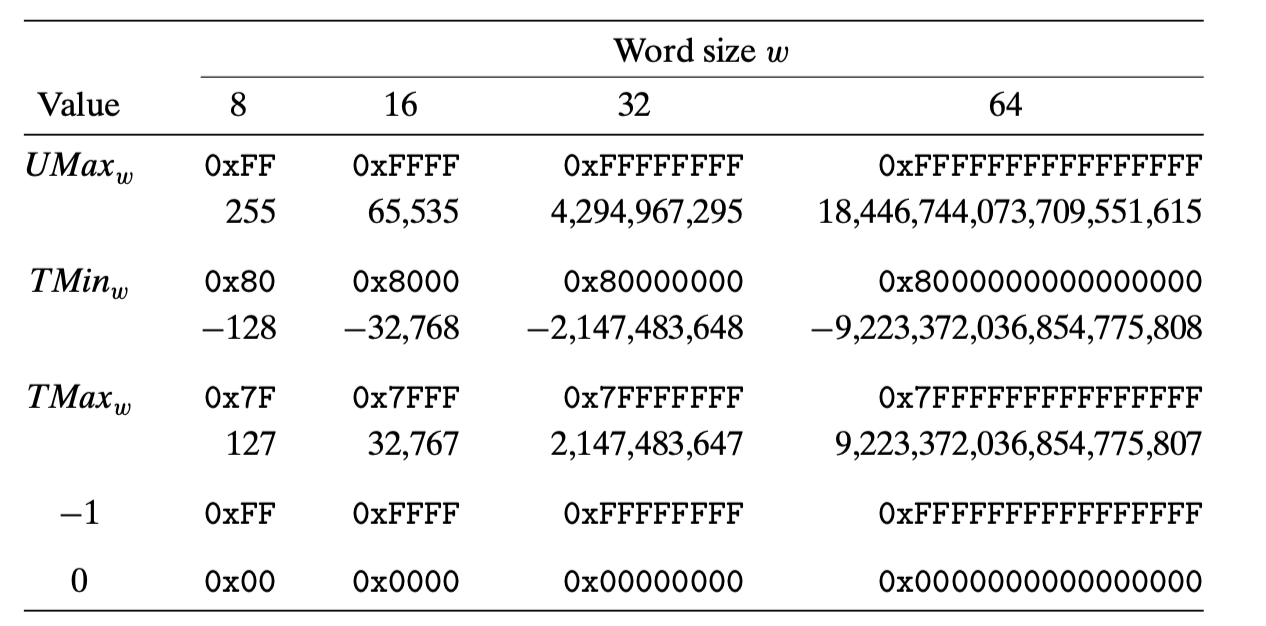 Word size w
Value 8 16 32 64
UMaxw 0xFF 0xFFFF 0xFFFFFFFF 0xFFFFFFFFFFFFFFFF
255 65,535 4,294,967,295 18,446,744,073,709,551,615
TMinw 0x80 0x8000 0x80000000 0x8000000000000000
−128 −32,768 −2,147,483,648 −9,223,372,036,854,775,808
TMaxw 0x7F 0x7FFF 0x7FFFFFFF 0x7FFFFFFFFFFFFFFF
127 32,767 2,147,483,647 9,223,372,036,854,775,807
−1 0xFF 0xFFFF 0xFFFFFFFF 0xFFFFFFFFFFFFFFFF
0 0x00 0x0000 0x00000000 0x0000000000000000